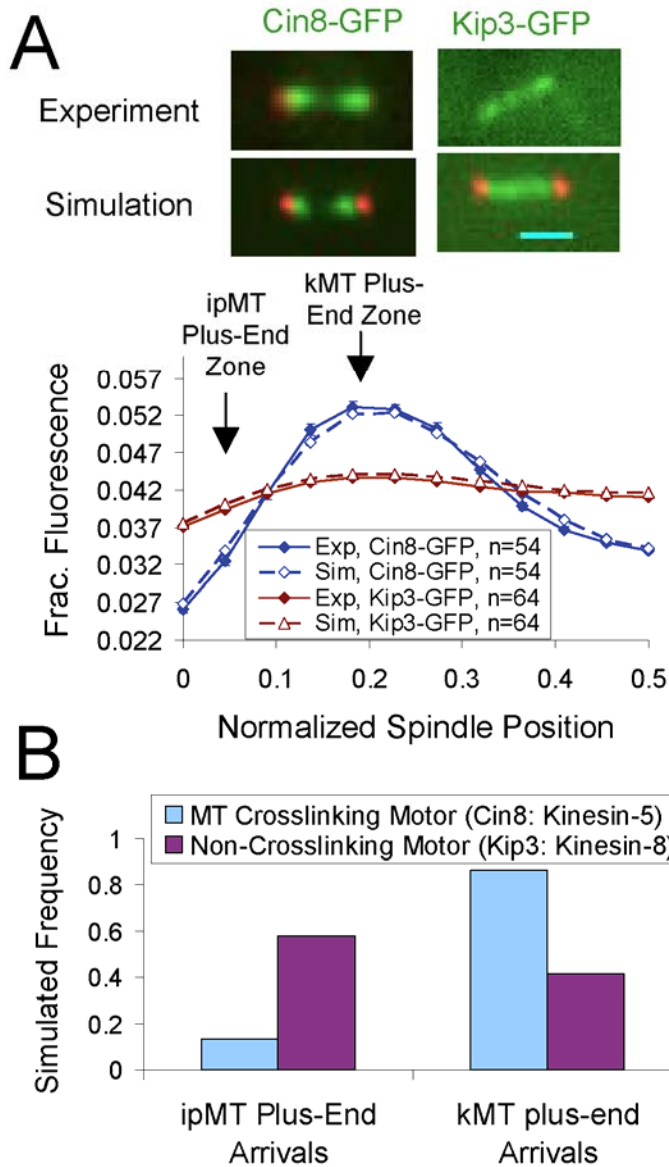 A
Cin8-GFP
Kip3-GFP
Experiment
Simulation
ipMT
Plus-End
Zone
kMT Plus-
End Zone
Frac. Fluorescence
0.057
0.052
0.047
0.042
0.037
0.032
0.027
0.022
Exp, Cin8-GFP, n=54
Sim, Cin8-GFP, n=54
Exp, Kip3-GFP, n=64
Sim, Kip3-GFP, n=64
0 0.1 0.2 0.3 0.4 0.5
Normalized Spindle Position
B
MT Crosslinking Motor (Cin8: Kinesin-5)
Non-Crosslinking Motor (Kip3: Kinesin-8)
Simulated Frequency
1
0.8
0.6
0.4
0.2
0
ipMT Plus-End
Arrivals
kMT plus-end
Arrivals